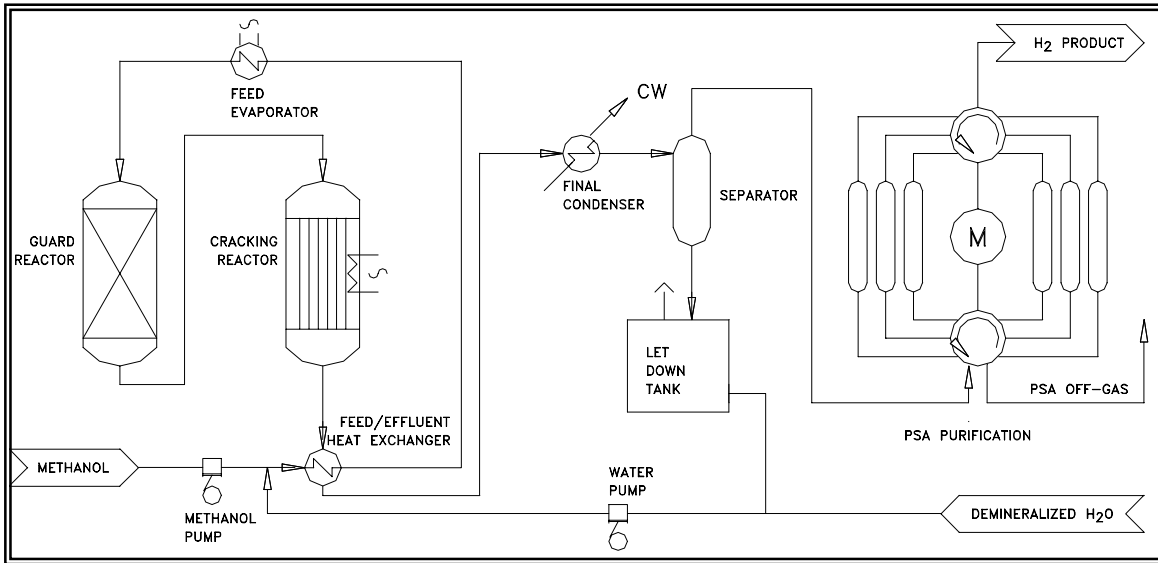 H2 PRODUCT
FEED
EVAPORATOR
CW
FINAL
CONDENSER
SEPARATOR
GUARD
REACTOR
CRACKING
REACTOR
M
LET
DOWN
TANK
PSA OFF-GAS
FEED/EFFLUENT
HEAT EXCHANGER
PSA PURIFICATION
METHANOL
METHANOL
PUMP
WATER
PUMP
DEMINERALIZED H2O